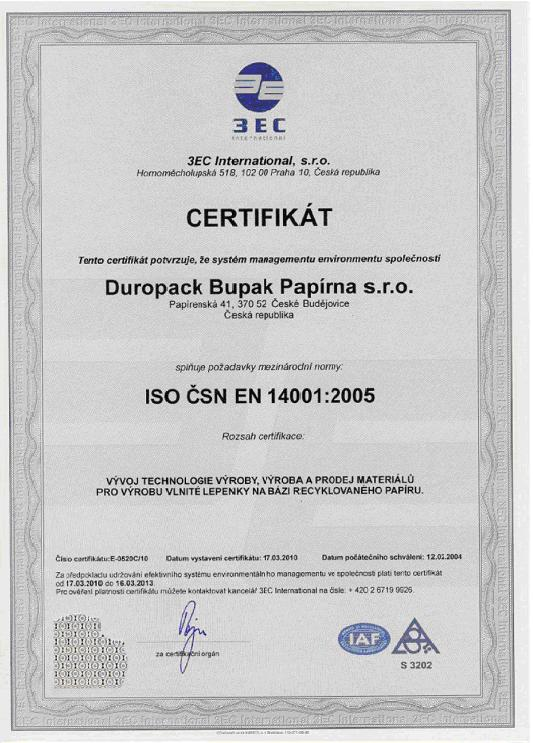 3EC International
3EC
International
3EC International, s.r.o.
Hornoměcholupská 518, 102 00 Praha 10, Česká republika
CERTIFIKÁT
Tento certifikát potvrzuje, že systém managementu environmentu společnosti
Duropack Bupak Papírna s.r.o.
Papírenská 41, 370 52 České Budějovice
Česká republika
splňuje požadavky mezinárodní normy:
ISO ČSN EN 14001:2005
Rozsah certifikace:
VÝVOJ TECHNOLOGIE VÝROBY, VÝROBA A PRODEJ MATERIÁLŮ
PRO VÝROBU VLNITÉ LEPENKY NA BÁZI RECYKLOVANÉHO PAPÍRU.
Číslo certifikátu:E-0520C/10 Datum vystavení certifikátu: 17.03.2010 Datum počátečního schválení: 12.02.2004
Za předpokladu udržování efektivního systému environmentálního managementu ve společnosti platí tento certifikát
od 17.03.2010 do 16.03.2013.
Pro ověření platnosti certifikátu můžete kontaktovat kancelář 3EC International na čísle: + 420 2 6719 9926.
za certifikační orgán
IAF
S 3202